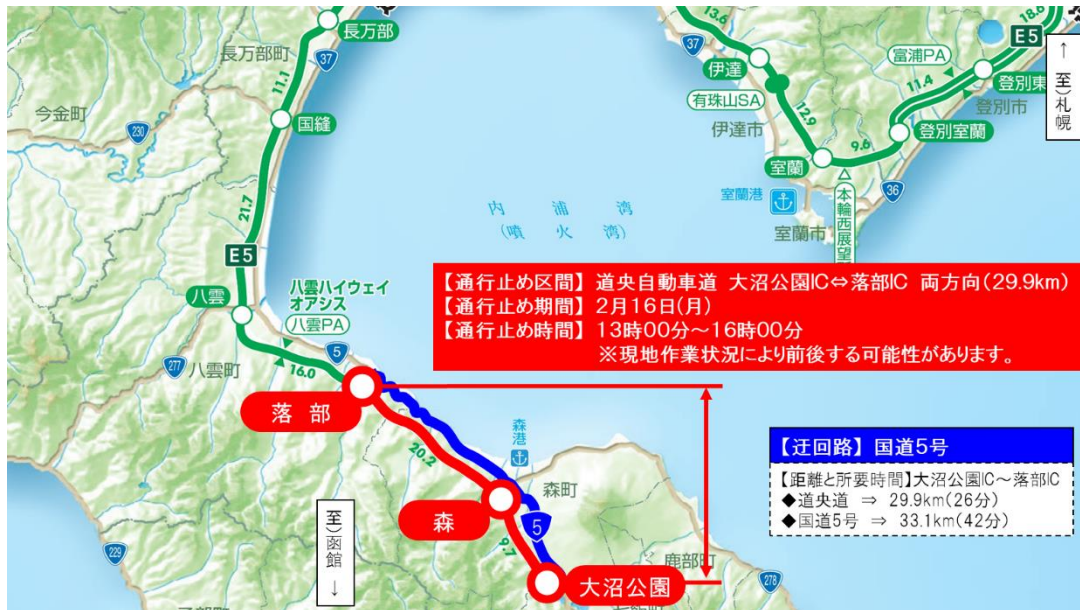 長万部
長万部町
37
11.1
今金町
230
国縫
21.7
E5
八雲
八雲ハイウェイ
オアシス
八雲PA
5
277
八雲町
16.0
13.6
37
伊達
有珠山SA
伊達市
12.9
室蘭
9.6
富浦PA
11.4
E5
18.6
登別東
登別市
登別室蘭
36
↑至)札幌
室蘭港
室蘭市
本輪西展望
内浦湾
(噴火湾)
【通行止め区間】 道央自動車道 大沼公園IC⇔落部IC 両方向(29.9km)
【通行止め期間】 2月16日(月)
【通行止め時間】 13時00分～16時00分
※現地作業状況により前後する可能性があります。
落部
20.2
森港
森
森町
5
9.7
大沼公園
鹿部町
278
229
至)函館↓
【迂回路】国道5号
【距離と所要時間】大沼公園IC～落部IC
◆道央道 ⇒ 29.9km(26分)
◆国道5号 ⇒ 33.1km(42分)